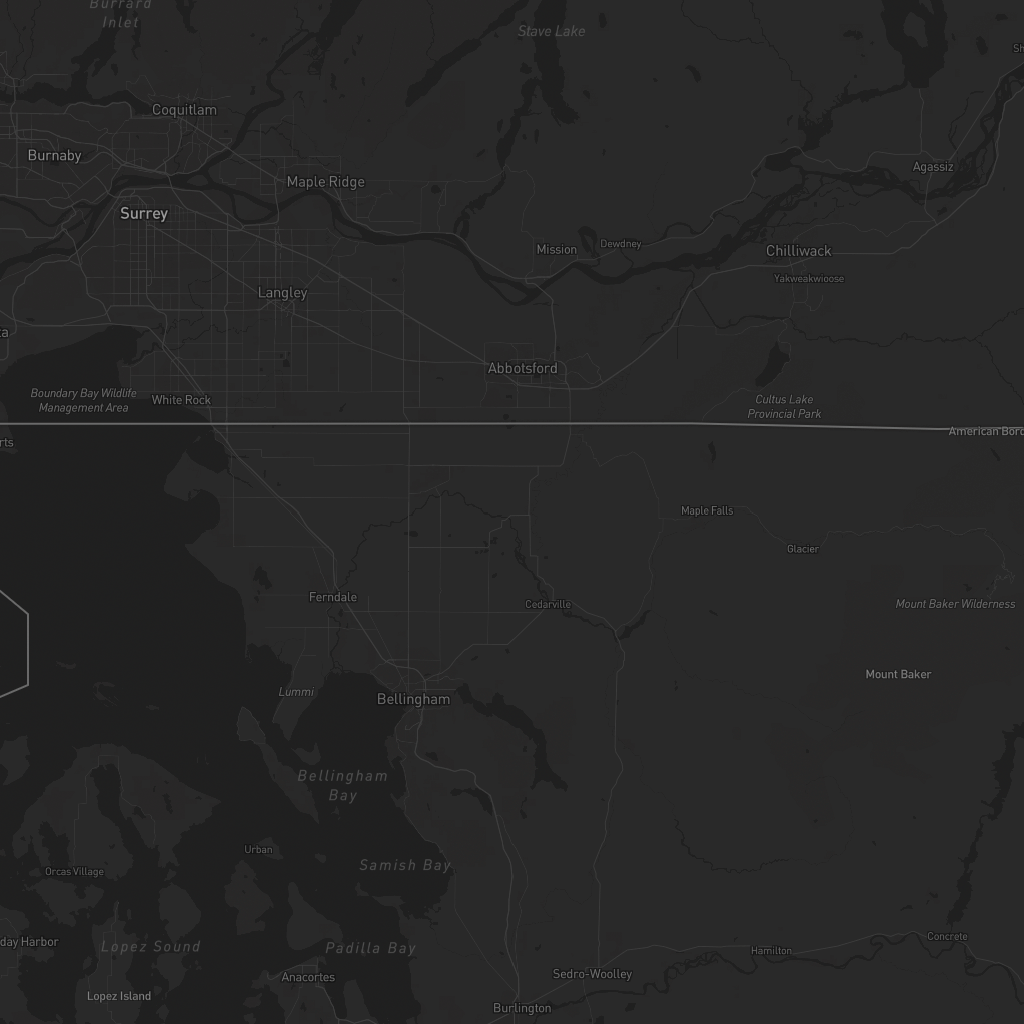 Burrard
Inlet
Stave Lake
Sh
Coquitlam
Burnaby
Agassiz
Maple Ridge
Surrey
Dewdney
Mission
Chilliwack
Yakweakwioose
Langley
ta
Abbotsford
Boundary Bay Wildlife
Management Area
White Rock
Cultus Lake
Provincial Park
American Bord
rts
Maple Falls
Glacier
Ferndale
Cedarville
Mount Baker Wilderness
Mount Baker
Lummi
Bellingham
Bellingham
Bay
Urban
Samish Bay
Orcas Village
day Harbor
Lopez Sound
Padilla Bay
Concrete
Hamilton
Anacortes
Sedro-Woolley
Lopez Island
Burlington